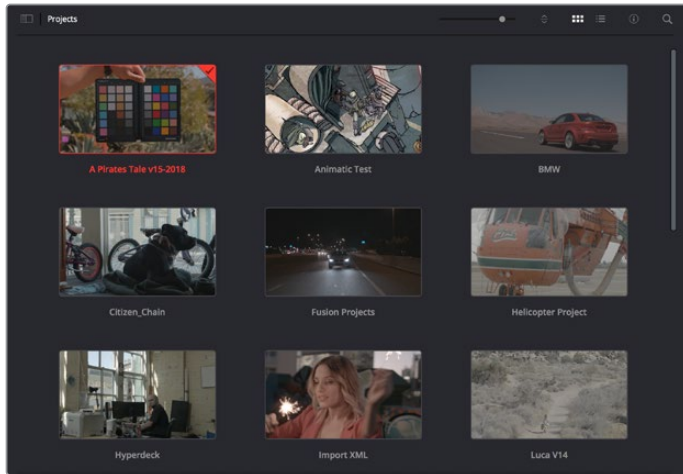 Projects
A Pirates Tale v15-2018
Animatic Test
BMW
Citizen_Chain
Fusion Projects
Helicopter Project
Hyperdeck
Import XML
Luca V14